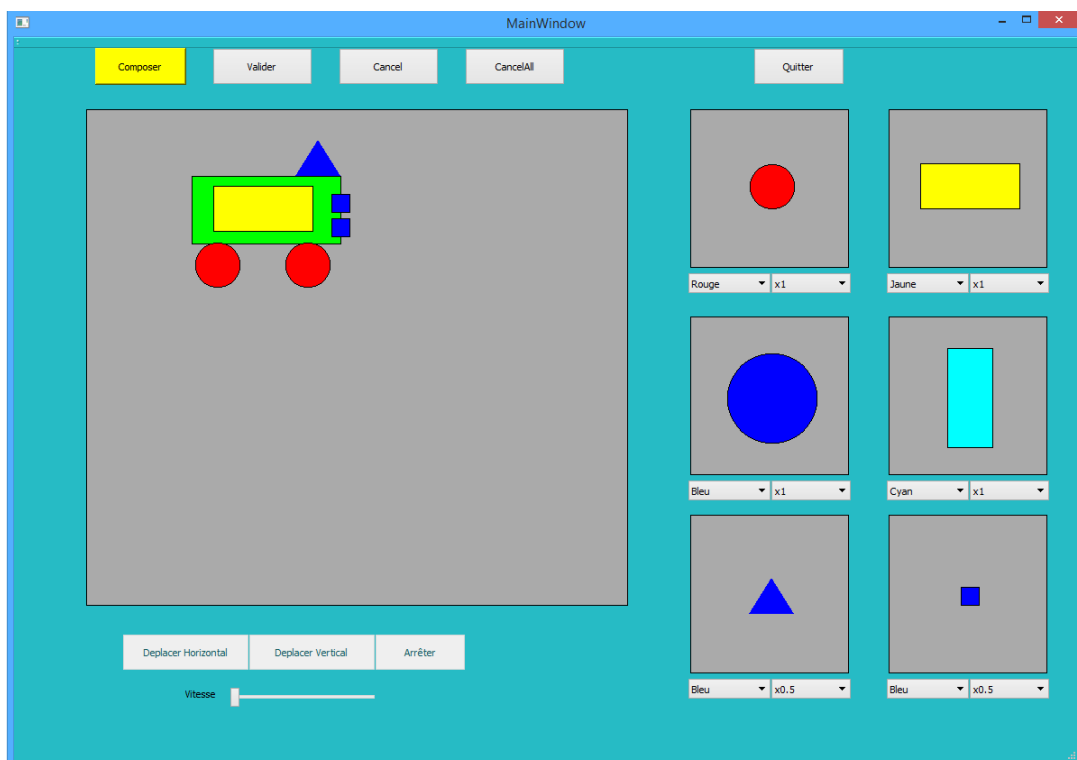 MainWindow
Composer Valider Cancel CancelAll Quitter
Rouge x1 Jaune x1
Bleu x1 Cyan x1
Deplacer Horizontal Deplacer Vertical Arrêter
Vitesse
Bleu x0.5 Bleu x0.5